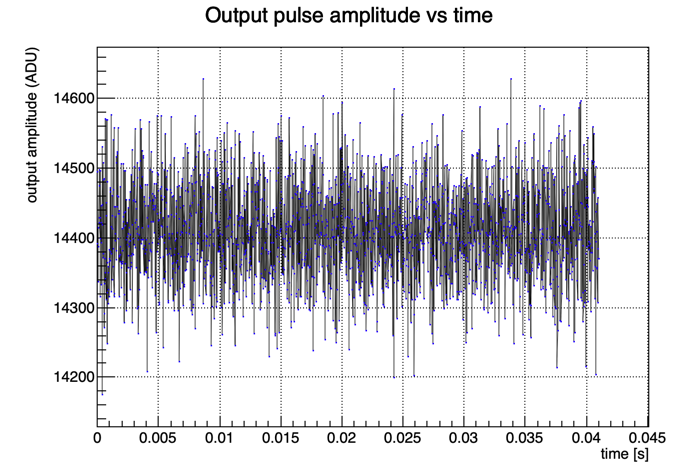 Output pulse amplitude vs time
output amplitude (ADU)
14600
14500
14400
14300
14200
0 0.005 0.01 0.015 0.02 0.025 0.03 0.035 0.04 0.045
time [s]